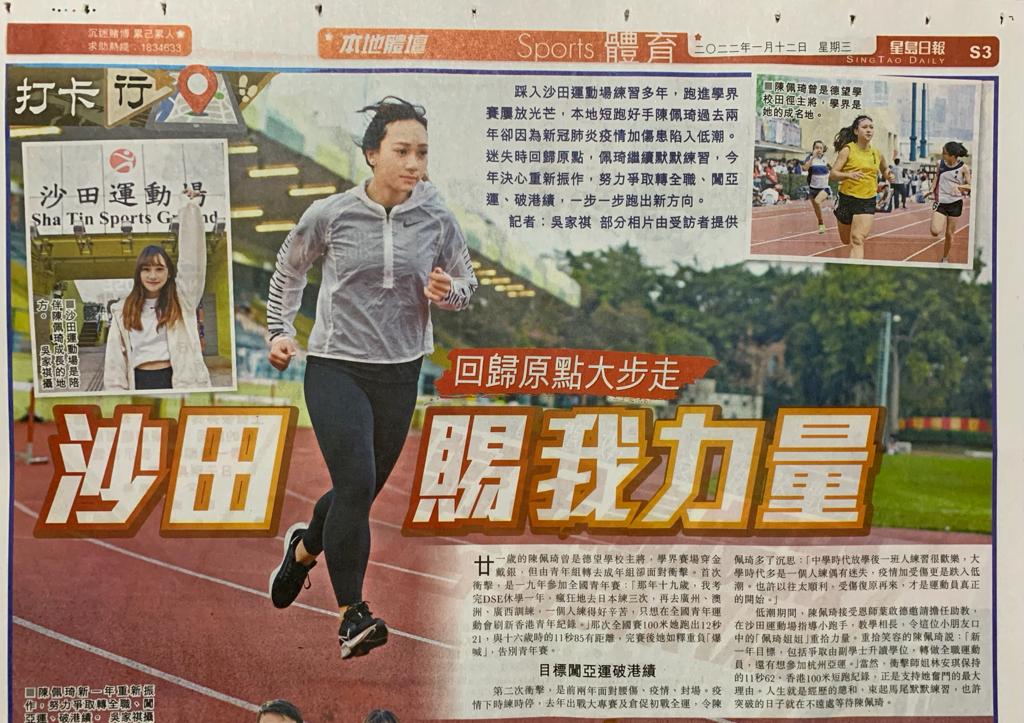 沉迷賭博 累己累人
求助熱線：1834633
本地體壇
Sports 體育
二〇二二年一月十二日 星期三
星島日報
SING TAO DAILY
S3
打卡行
踩入沙田運動場練習多年，跑進學界
賽屢放光芒，本地短跑好手陳佩琦過去兩
年卻因為新冠肺炎疫情加傷患陷入低潮。
迷失時回歸原點，佩琦繼續默默練習，今
年決心重新振作，努力爭取轉全職、闖亞
運、破港績，一步一步跑出新方向。
記者：吳家祺 部分相片由受訪者提供
■陳佩琦曾是德望學
校田徑主將，學界是
她的成名地。
沙田運動場
Sha Tin Sports Ground
■沙田運動場是陪
伴陳佩琦成長的地
方。 吳家祺攝
回歸原點大步走
沙田 賜我力量
廿一歲的陳佩琦曾是德望學校主將，學界賽場穿金
戴銀，但由青年組轉去成年組卻面對衝擊。首次
衝擊，是一九年參加全國青年賽：「那年十九歲，我考
完DSE休學一年，瘋狂地去日本練三次，再去廣州、澳
洲、廣西訓練，一個人練得好辛苦，只想在全國青年運
動會刷新香港青年紀錄。」那次全國賽100米她跑出12秒
21，與十六歲時的11秒85有距離，完賽後她如釋重負「爆
喊」，告別青年賽。
目標闖亞運破港績
第二次衝擊，是前兩年面對腰傷、疫情、封場。疫
情下時練時停，去年出戰大專賽及倉促初戰全運，令陳
佩琦多了沉思：「中學時代放學後一班人練習很歡樂，大
學時代多是一個人練偶有迷失，疫情加受傷更是跌入低
潮。也許以往太順利，受傷復原再來，才是運動員真正
的開始。」
低潮期間，陳佩琦接受恩師葉啟德邀請擔任助教，
在沙田運動場指導小跑手，教學相長，令這位小朋友口
中的「佩琦姐姐」重拾力量。重拾笑容的陳佩琦說：「新
一年目標，包括爭取由副學士升讀學位，轉做全職運動
員，還有想參加杭州亞運。」當然，衝擊師姐林安琪保持
的11秒62，香港100米短跑紀錄，正是支持她奮鬥的最大
理由。人生就是經歷的總和，束起馬尾默默練習，也許
突破的日子就在不遠處等待陳佩琦。
■陳佩琦新一年重新振
作，努力爭取轉全職、闖
亞運、破港績。 吳家祺攝